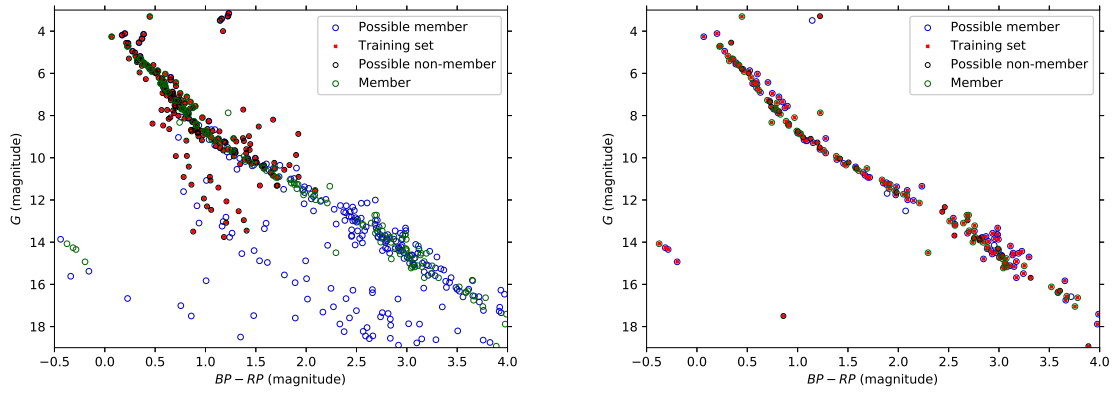 Possible member
Training set
Possible non-member
Member
4
6
8
10
12
14
16
18
G (magnitude)
−0.5 0.0 0.5 1.0 1.5 2.0 2.5 3.0 3.5 4.0
BP − RP (magnitude)
Possible member
Training set
Possible non-member
Member
4
6
8
10
12
14
16
18
G (magnitude)
−0.5 0.0 0.5 1.0 1.5 2.0 2.5 3.0 3.5 4.0
BP − RP (magnitude)